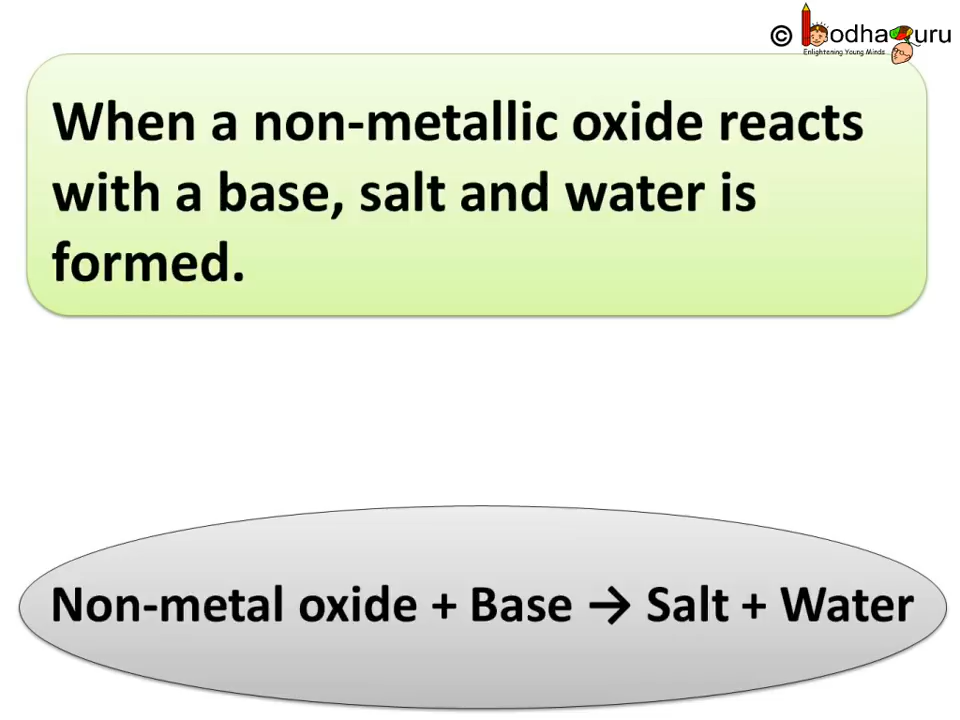 © BodhaGuru
Enlightening Young Minds...
When a non-metallic oxide reacts
with a base, salt and water is
formed.
Non-metal oxide + Base → Salt + Water